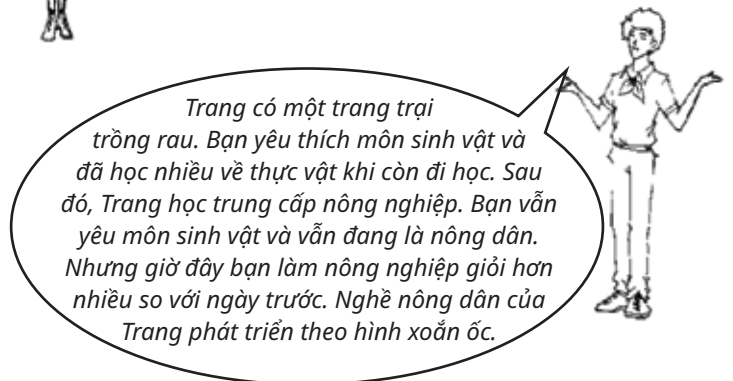 Trang có một trang trại
trồng rau. Bạn yêu thích môn sinh vật và
đã học nhiều về thực vật khi còn đi học. Sau
đó, Trang học trung cấp nông nghiệp. Bạn vẫn
yêu môn sinh vật và vẫn đang là nông dân.
Nhưng giờ đây bạn làm nông nghiệp giỏi hơn
nhiều so với ngày trước. Nghề nông dân của
Trang phát triển theo hình xoắn ốc.